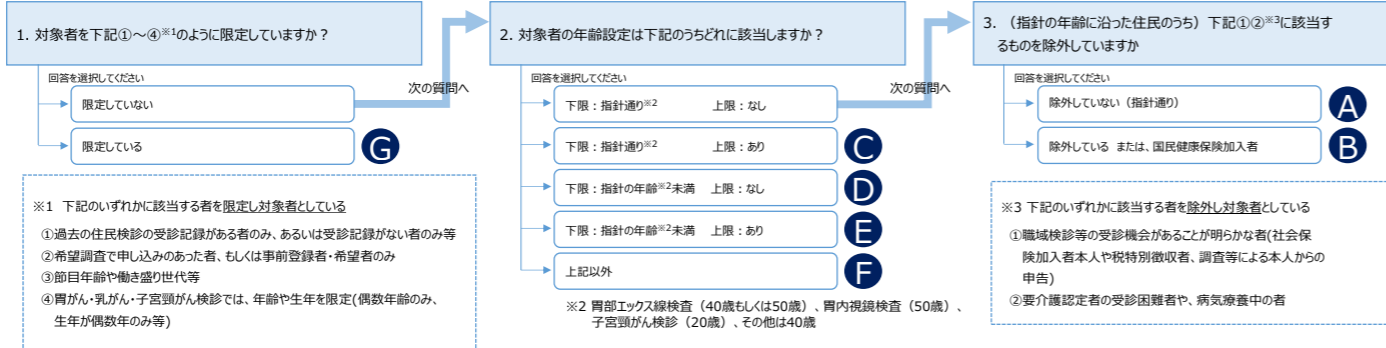 1. 対象者を下記①～④※1のように限定していますか？
回答を選択してください
限定していない
次の質問へ
限定している
G
※1 下記のいずれかに該当する者を限定し対象者としている
①過去の住民検診の受診記録がある者のみ、あるいは受診記録がない者のみ等
②希望調査で申し込みのあった者、もしくは事前登録者・希望者のみ
③節目年齢や働き盛り世代等
④胃がん・乳がん・子宮頸がん検診では、年齢や生年を限定(偶数年齢のみ、
生年が偶数年のみ等)
2. 対象者の年齢設定は下記のうちどれに該当しますか？
回答を選択してください
下限：指針通り※2 上限：なし
次の質問へ
下限：指針通り※2 上限：あり
C
下限：指針の年齢※2未満 上限：なし
D
下限：指針の年齢※2未満 上限：あり
E
上記以外
F
※2 胃部エックス線検査（40歳もしくは50歳）、胃内視鏡検査（50歳）、
子宮頸がん検診（20歳）、その他は40歳
3. （指針の年齢に沿った住民のうち）下記①②※3に該当す
るものを除外していますか
回答を選択してください
除外していない（指針通り）
A
除外している または、国民健康保険加入者
B
※3 下記のいずれかに該当する者を除外し対象者としている
①職域検診等の受診機会があることが明らかな者(社会保
険加入者本人や税特別徴収者、調査等による本人からの
申告)
②要介護認定者の受診困難者や、病気療養中の者